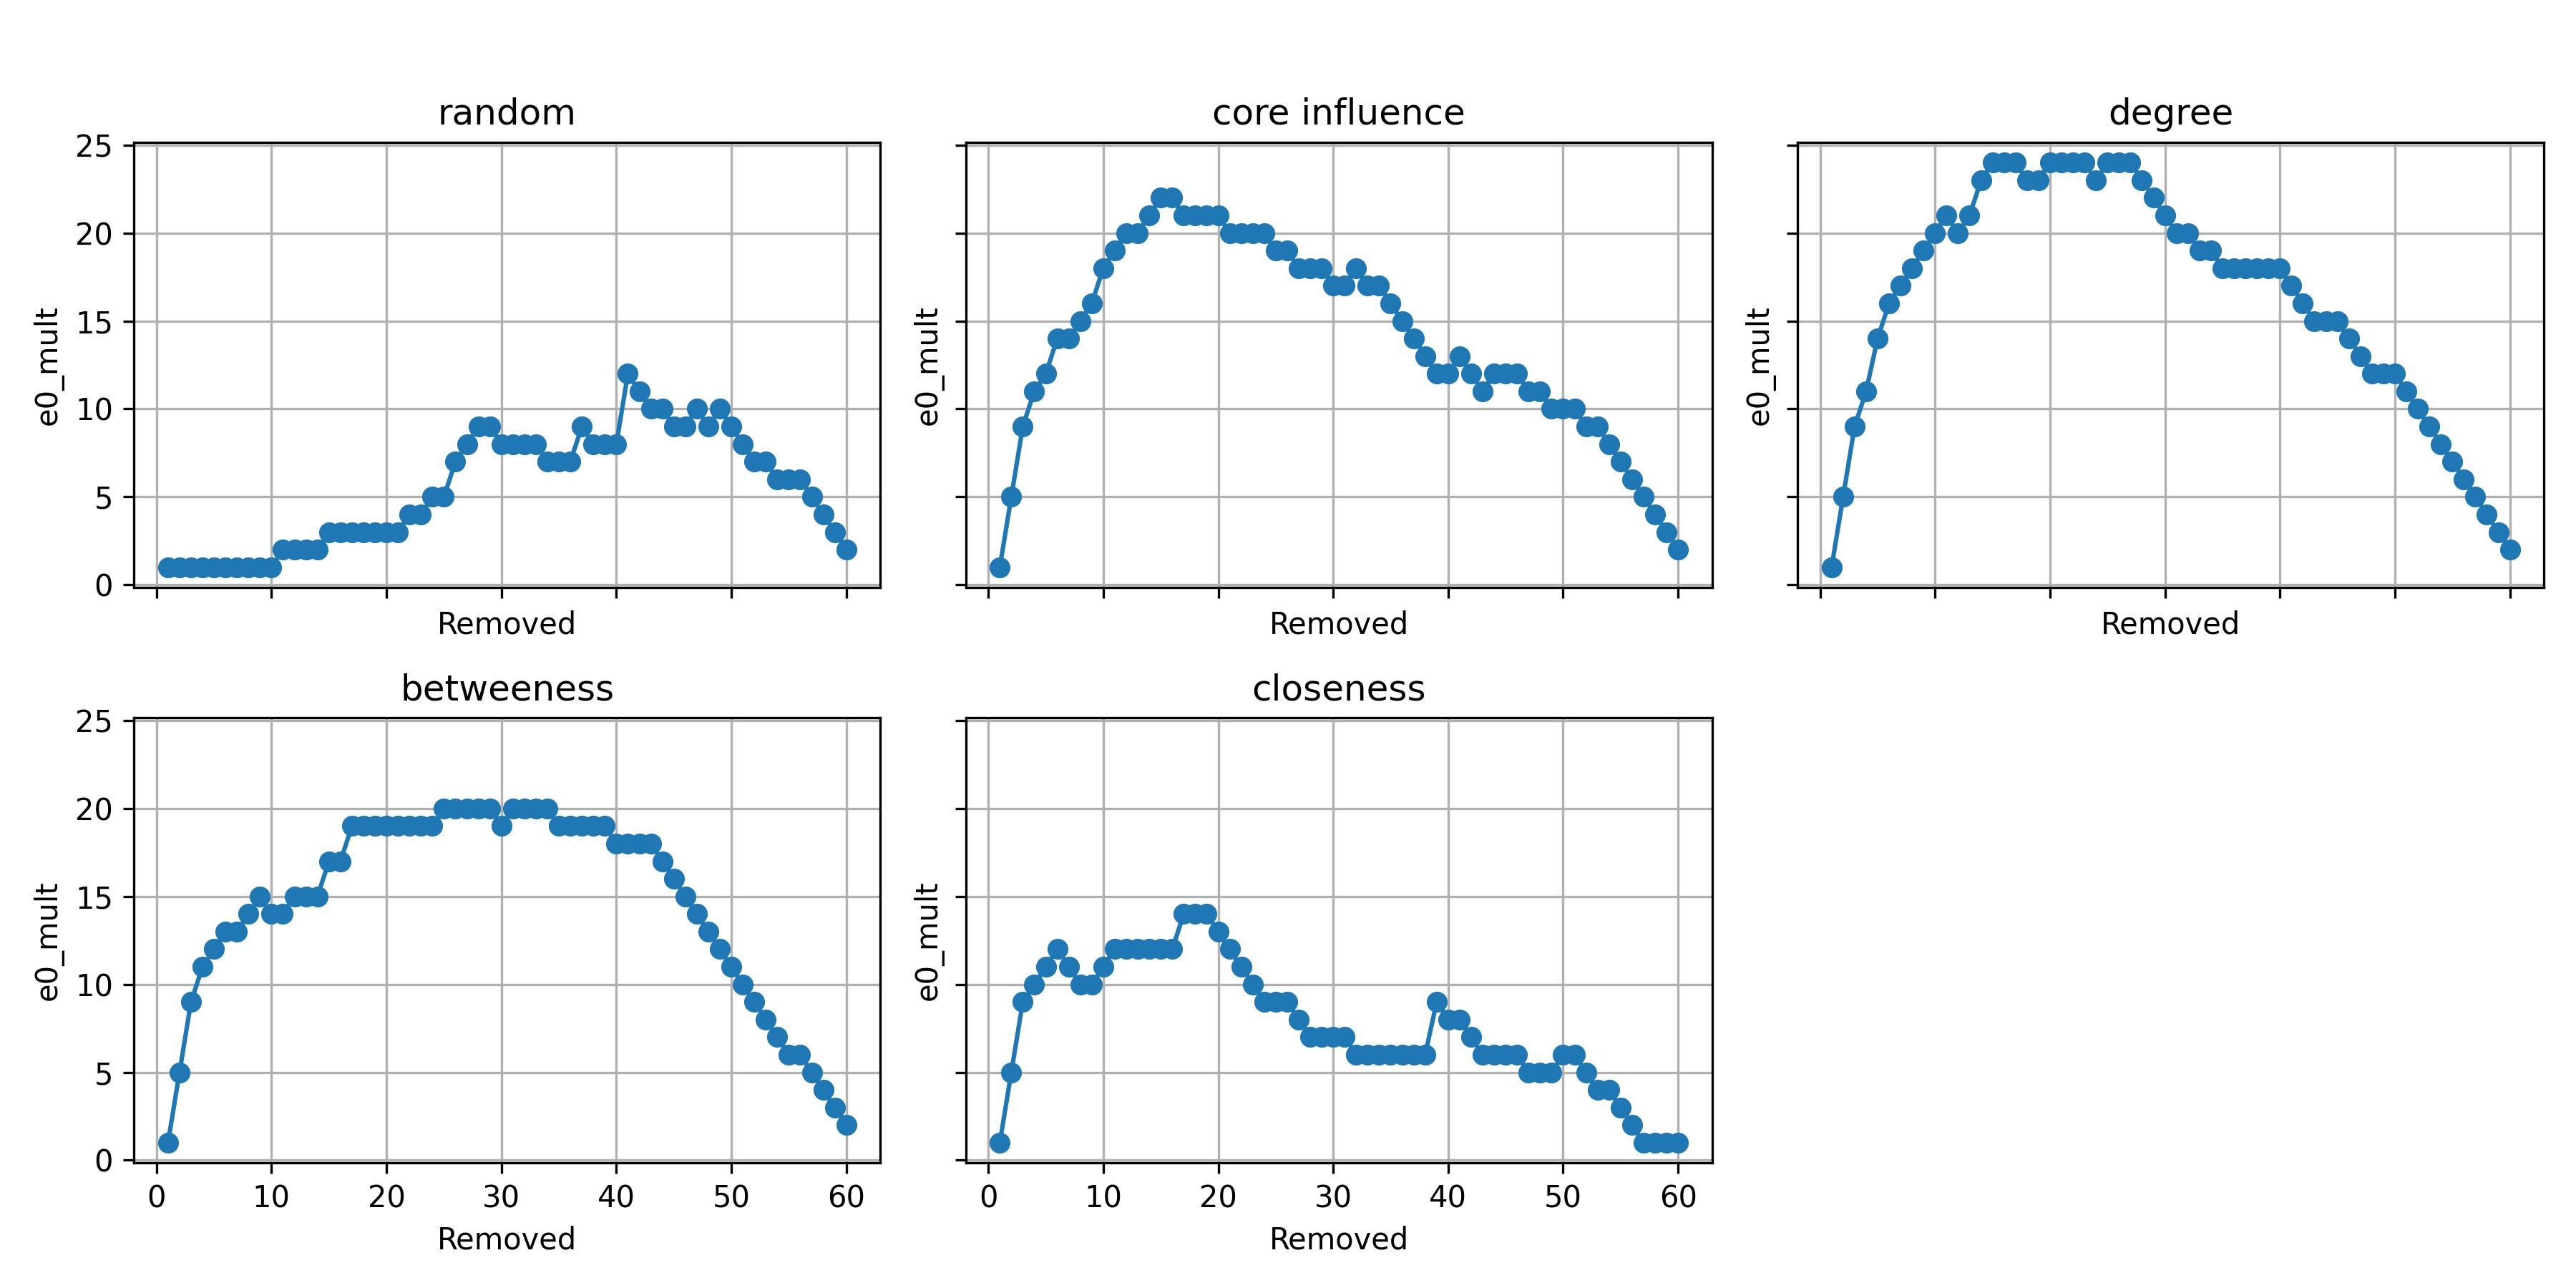 random
25
20
15
10
5
0
e0_mult
Removed
core influence
e0_mult
Removed
degree
e0_mult
Removed
betweeness
25
20
15
10
5
0
e0_mult
0 10 20 30 40 50 60
Removed
closeness
e0_mult
0 10 20 30 40 50 60
Removed